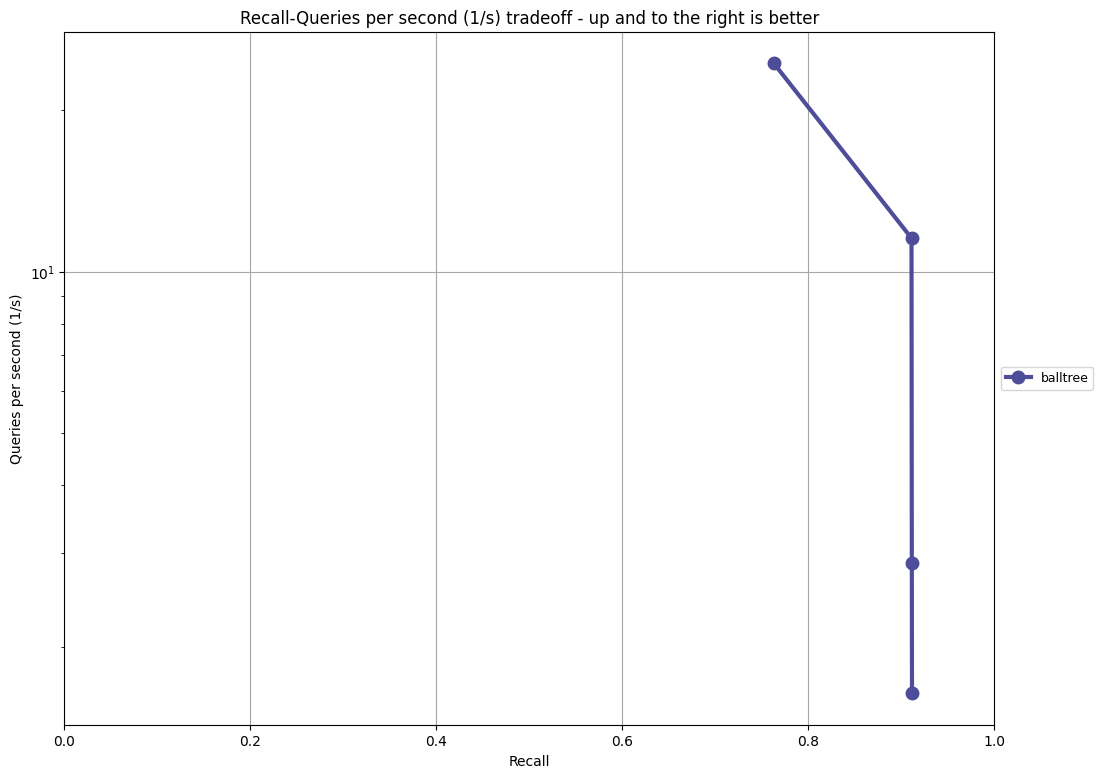 Recall-Queries per second (1/s) tradeoff - up and to the right is better
Queries per second (1/s)
10¹
balltree
0.0 0.2 0.4 0.6 0.8 1.0
Recall